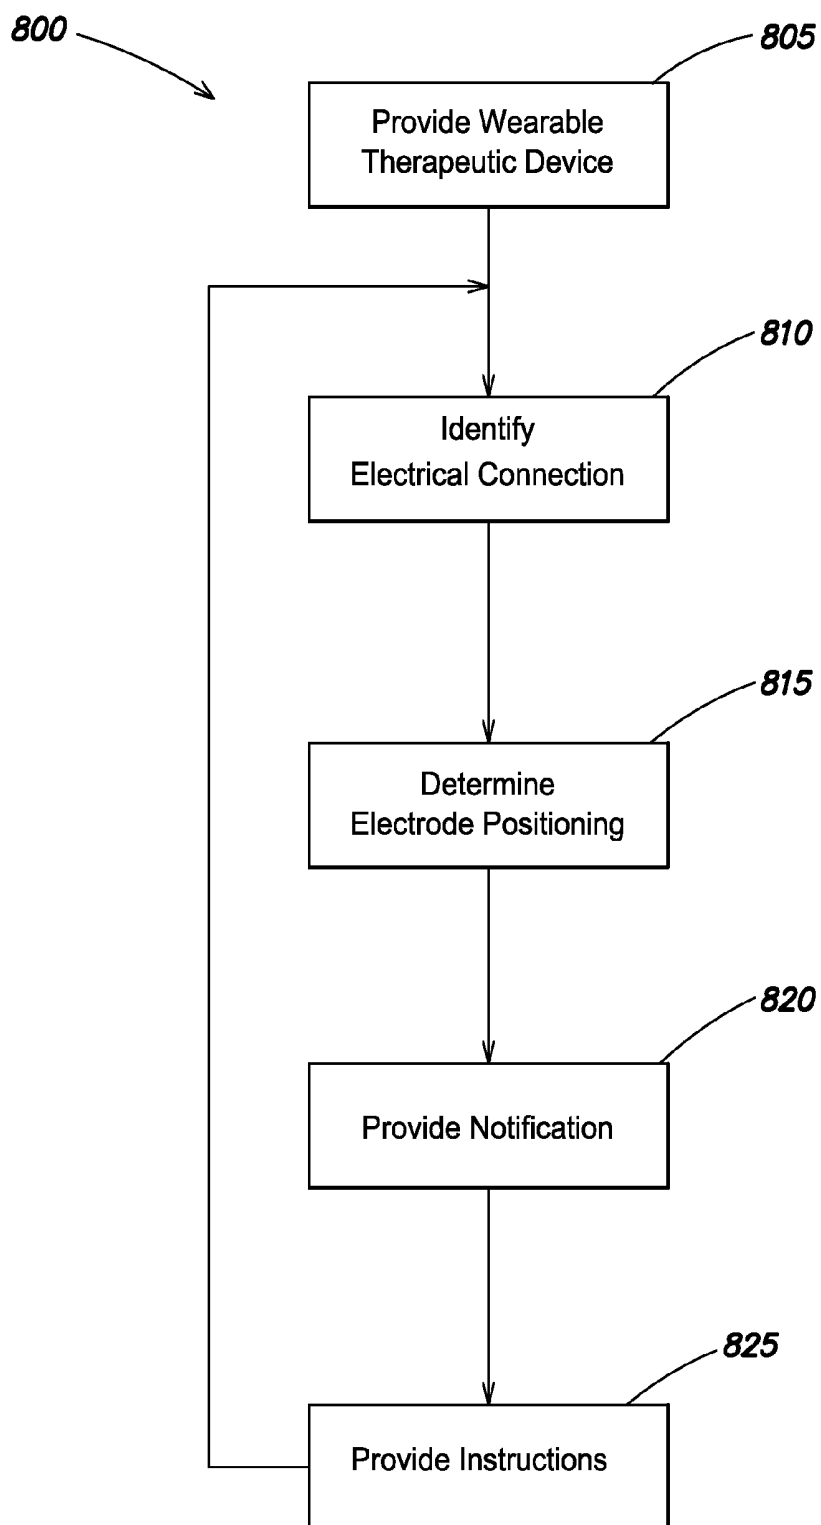 800
805
Provide Wearable
Therapeutic Device
810
Identify
Electrical Connection
815
Determine
Electrode Positioning
820
Provide Notification
825
Provide Instructions